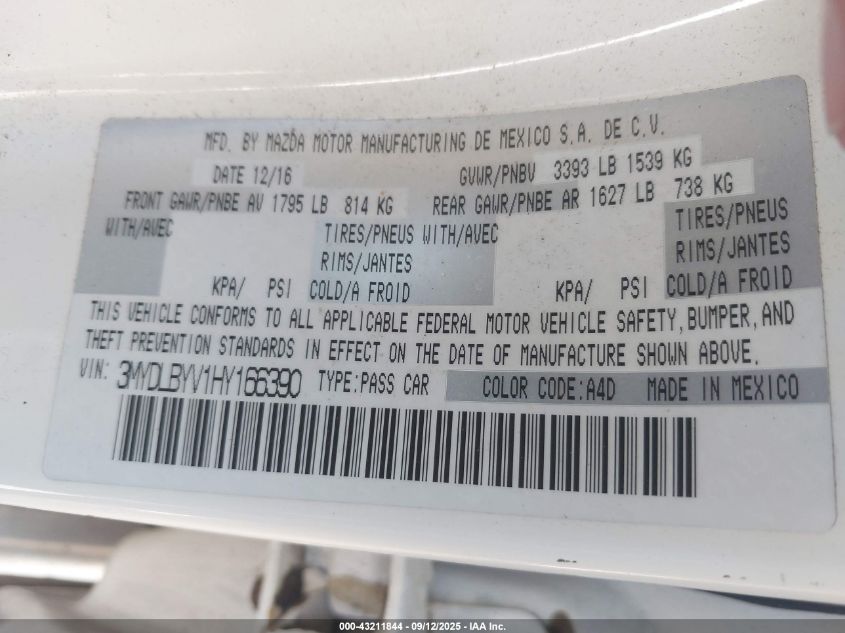 MFD. BY MAZDA MOTOR MANUFACTURING DE MEXICO S.A. DE C.V.
DATE 12/16 GVWR/PNBV 3393 LB 1539 KG
FRONT GAWR/PNBE AV 1795 LB 814 KG REAR GAWR/PNBE AR 1627 LB 738 KG
WITH/AVEC TIRES/PNEUS WITH/AVEC TIRES/PNEUS
RIMS/JANTES RIMS/JANTES
KPA/ PSI COLD/A FROID KPA/ PSI COLD/A FROID
THIS VEHICLE CONFORMS TO ALL APPLICABLE FEDERAL MOTOR VEHICLE SAFETY, BUMPER, AND
THEFT PREVENTION STANDARDS IN EFFECT ON THE DATE OF MANUFACTURE SHOWN ABOVE.
VIN: 3MYDLBYV1HY166390 TYPE:PASS CAR COLOR CODE:A4D MADE IN MEXICO
000-43211844 - 09/12/2025 - IAA Inc.